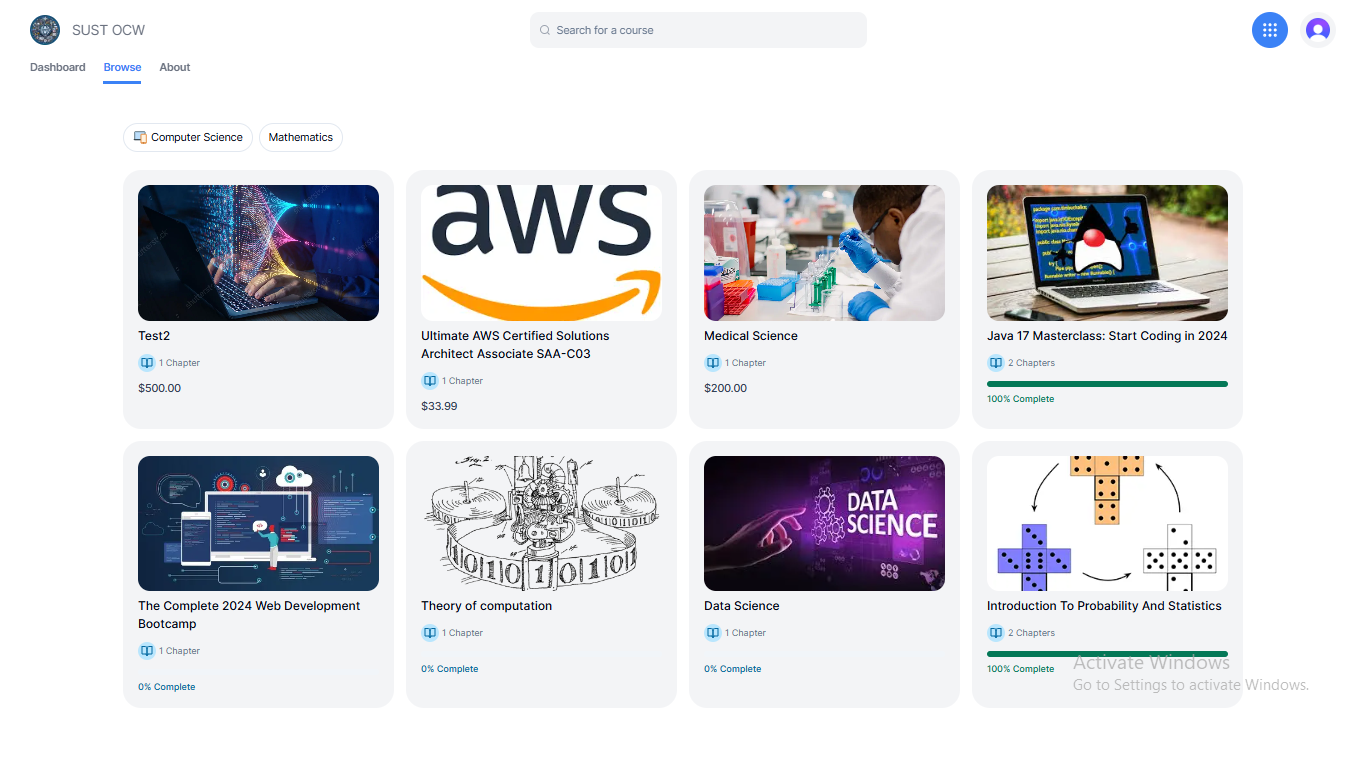 SUST OCW
Search for a course
Dashboard
Browse
About
Computer Science
Mathematics
aws
Test2
Ultimate AWS Certified Solutions
Architect Associate SAA-C03
Medical Science
Java 17 Masterclass: Start Coding in 2024
1 Chapter
1 Chapter
1 Chapter
2 Chapters
$500.00
$33.99
$200.00
100% Complete
DATA
SCIENCE
The Complete 2024 Web Development
Bootcamp
Theory of computation
Data Science
Introduction To Probability And Statistics
1 Chapter
1 Chapter
1 Chapter
2 Chapters
0% Complete
0% Complete
0% Complete
100% Complete
Activate Windows
Go to Settings to activate Windows.